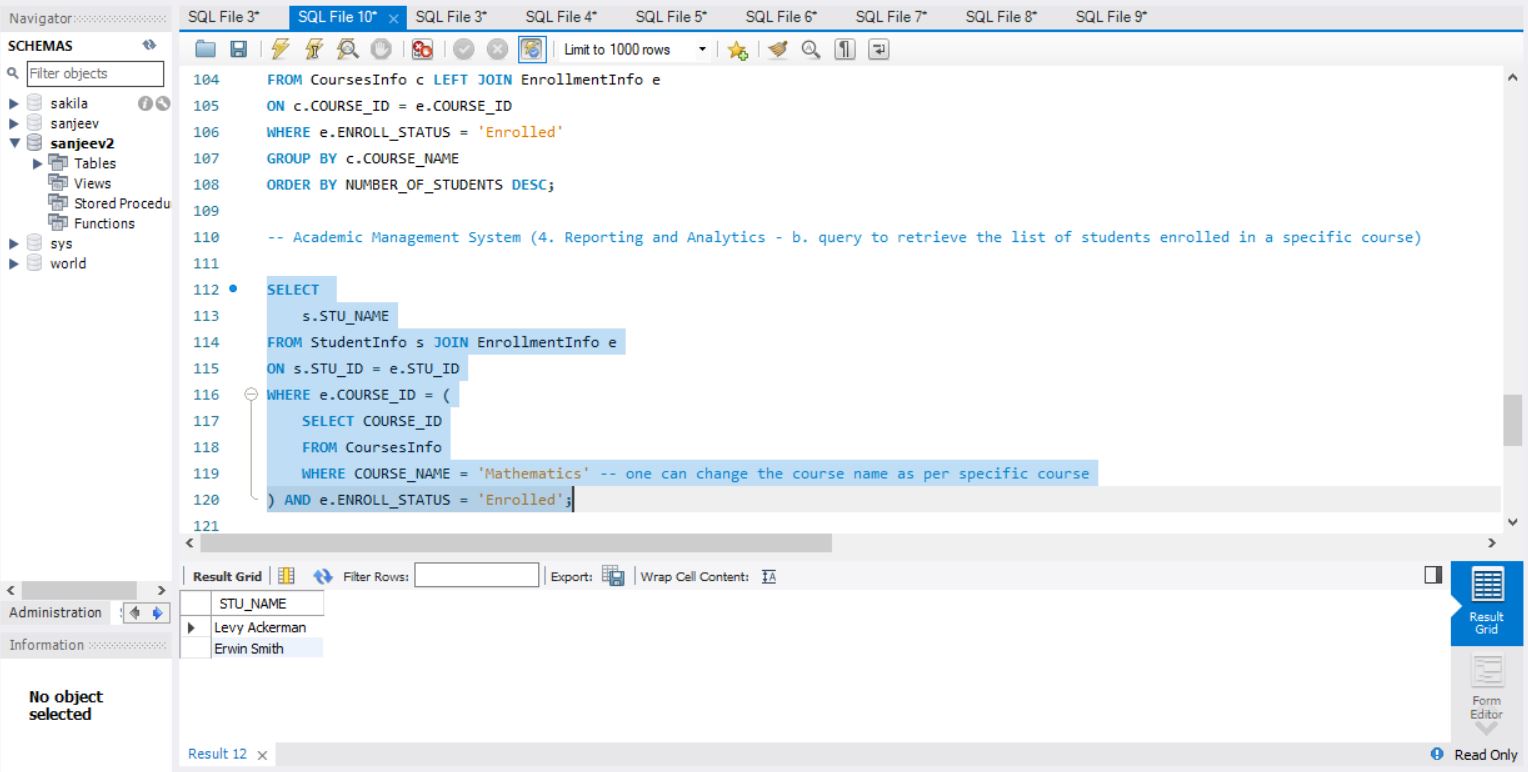 Navigator
SQL File 3*
SQL File 10*
SQL File 3*
SQL File 4*
SQL File 5*
SQL File 6*
SQL File 7*
SQL File 8*
SQL File 9*
SCHEMAS
Filter objects
sakila
sanjeev
sanjeev2
Tables
Views
Stored Procedu
Functions
sys
world
Administration
Information
No object
selected
Limit to 1000 rows
104 FROM CoursesInfo c LEFT JOIN EnrollmentInfo e
105 ON c.COURSE_ID = e.COURSE_ID
106 WHERE e.ENROLL_STATUS = 'Enrolled'
107 GROUP BY c.COURSE_NAME
108 ORDER BY NUMBER_OF_STUDENTS DESC;
109
110 -- Academic Management System (4. Reporting and Analytics - b. query to retrieve the list of students enrolled in a specific course)
111
112 SELECT
113 s.STU_NAME
114 FROM StudentInfo s JOIN EnrollmentInfo e
115 ON s.STU_ID = e.STU_ID
116 WHERE e.COURSE_ID = (
117 SELECT COURSE_ID
118 FROM CoursesInfo
119 WHERE COURSE_NAME = 'Mathematics' -- one can change the course name as per specific course
120 ) AND e.ENROLL_STATUS = 'Enrolled';
121
Result Grid
Filter Rows:
Export:
Wrap Cell Content:
STU_NAME
Levy Ackerman
Erwin Smith
Result
Grid
Form
Editor
Result 12
Read Only